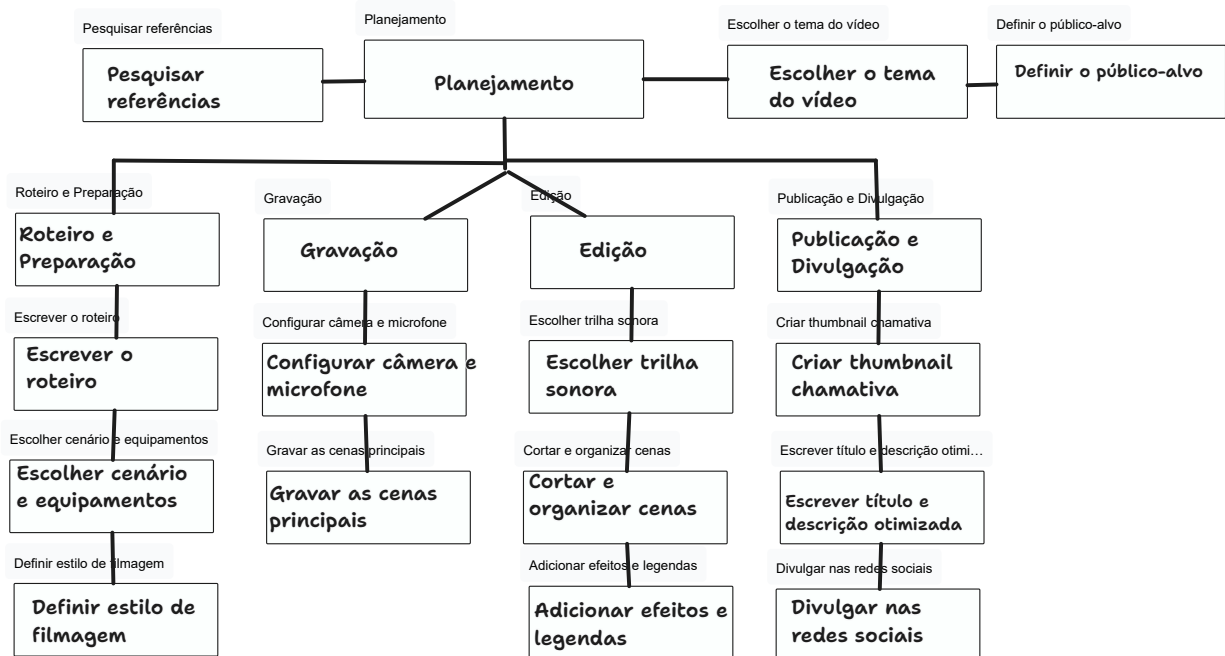 Pesquisar referências
Planejamento
Escolher o tema do vídeo
Definir o público-alvo
Pesquisar
referências
Planejamento
Escolher o tema
do vídeo
Definir o público-alvo
Roteiro e Preparação
Gravação
Edição
Publicação e Divulgação
Roteiro e
Preparação
Gravação
Edição
Publicação e
Divulgação
Escrever o roteiro
Configurar câmera e microfone
Escolher trilha sonora
Criar thumbnail chamativa
Escrever o
roteiro
Configurar câmera e
microfone
Escolher trilha
sonora
Criar thumbnail
chamativa
Escolher cenário e equipamentos
Gravar as cenas principais
Cortar e organizar cenas
Escrever título e descrição otimi...
Escolher cenário
e equipamentos
Gravar as cenas
principais
Cortar e
organizar cenas
Escrever título e
descrição otimizada
Definir estilo de filmagem
Adicionar efeitos e legendas
Divulgar nas redes sociais
Definir estilo de
filmagem
Adicionar efeitos e
legendas
Divulgar nas
redes sociais